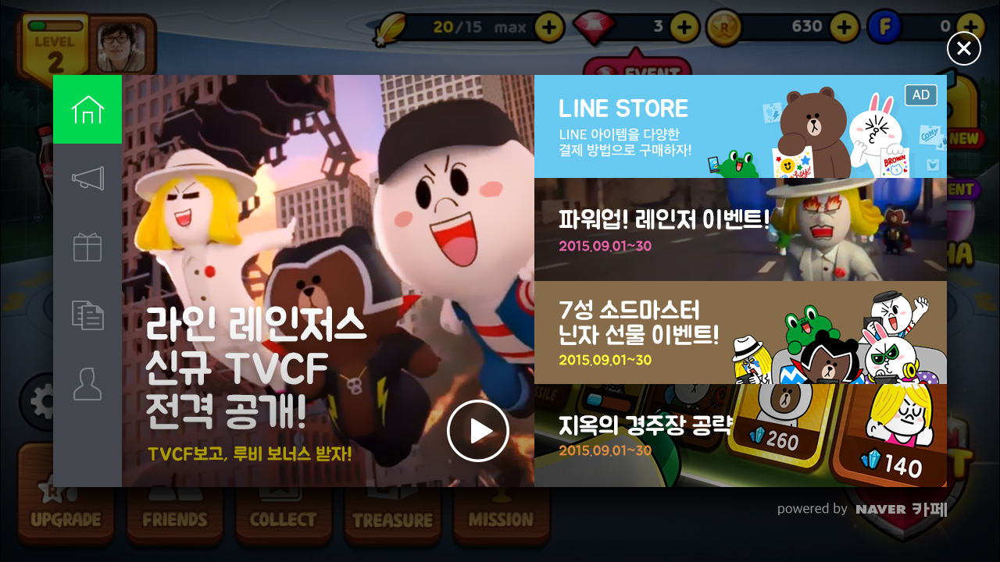 LEVEL
2
20/15 max
3
630
0
EVENT
NEW
AD
LINE STORE
LINE 아이템을 다양한
결제 방법으로 구매하자!
파워업! 레인저 이벤트!
2015.09.01~30
7성 소드마스터
닌자 선물 이벤트!
2015.09.01~30
지옥의 경주장 공략
2015.09.01~30
260
140
라인 레인저스
신규 TVCF
전격 공개!
TVCF보고, 루비 보너스 받자!
powered by NAVER 카페
UPGRADE
FRIENDS
COLLECT
TREASURE
MISSION